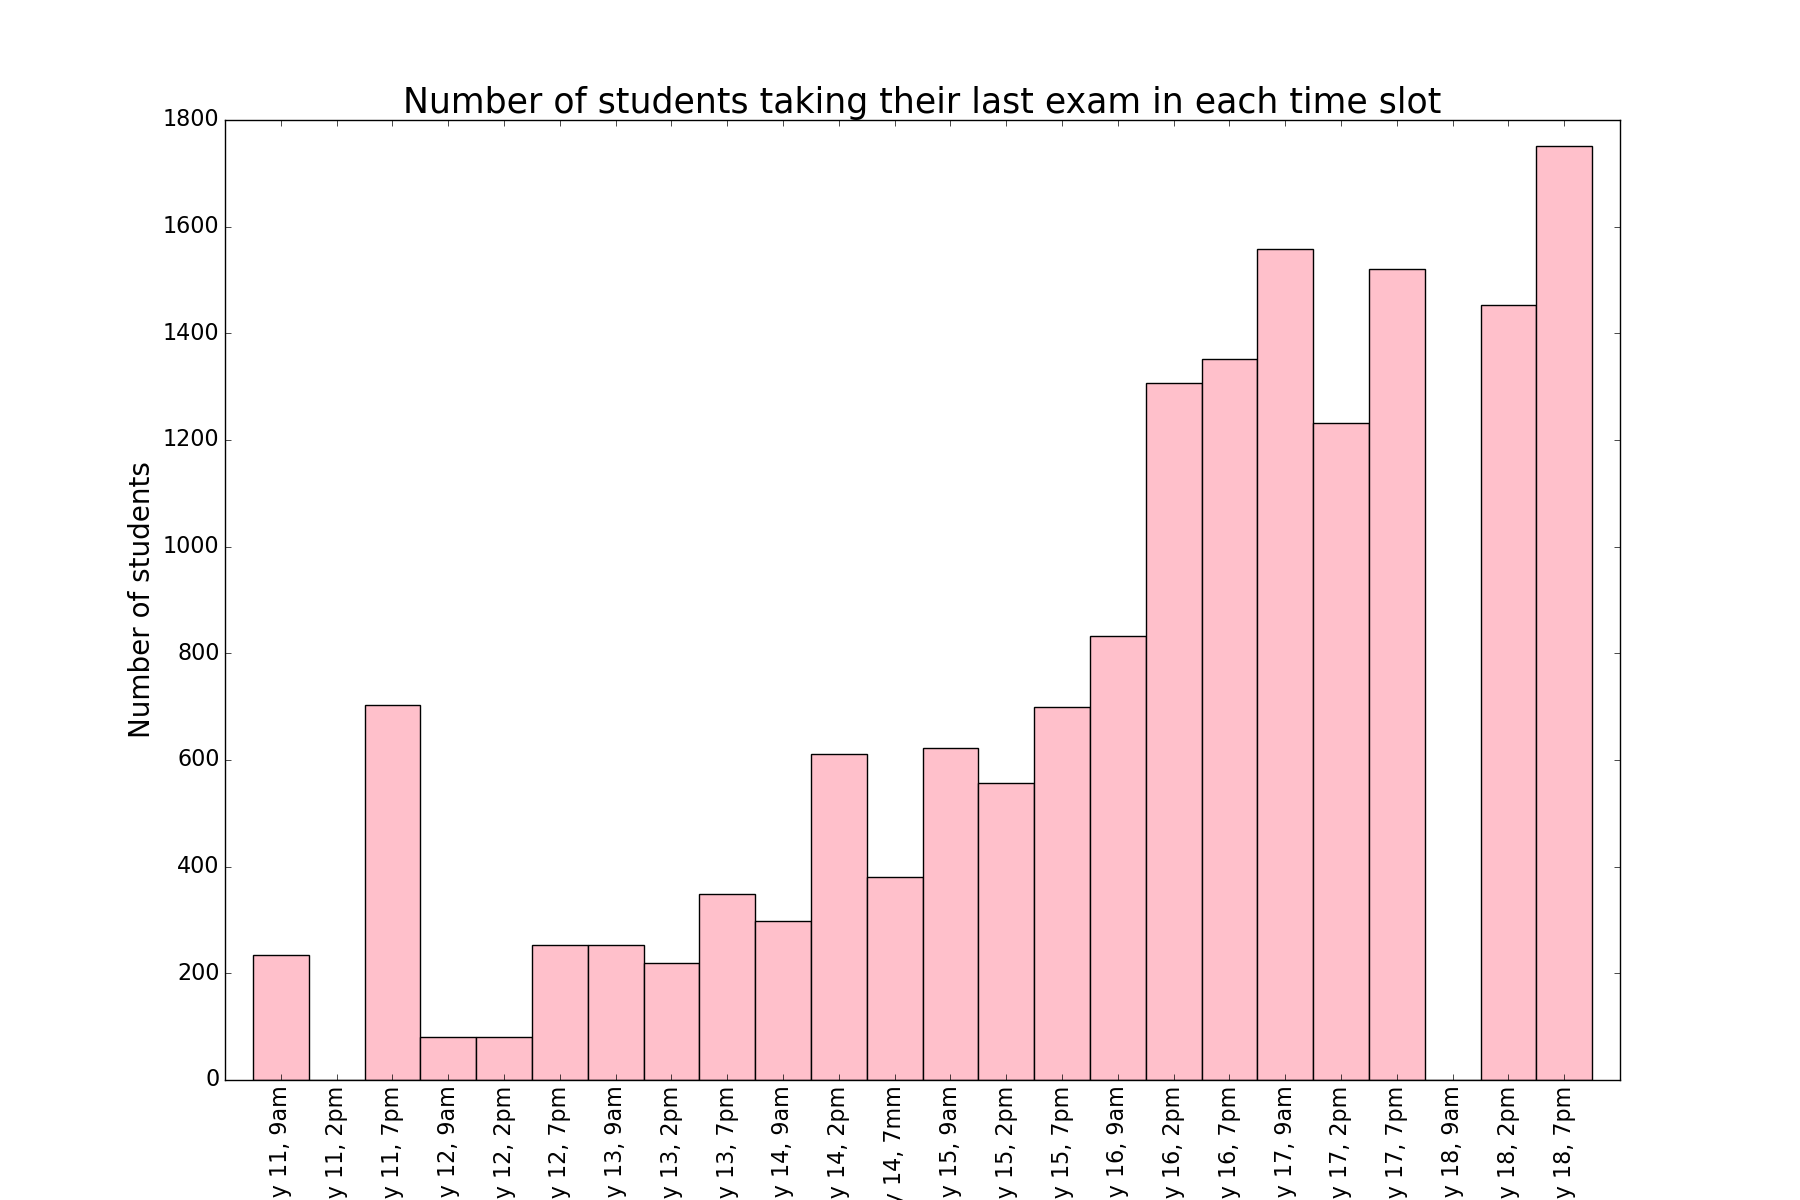 Number of students taking their last exam in each time slot
1800
1600
1400
1200
1000
800
600
400
200
0
Number of students
y 11, 9am
y 11, 2pm
y 11, 7pm
y 12, 9am
y 12, 2pm
y 12, 7pm
y 13, 9am
y 13, 2pm
y 13, 7pm
y 14, 9am
y 14, 2pm
y 14, 7mm
y 15, 9am
y 15, 2pm
y 15, 7pm
y 16, 9am
y 16, 2pm
y 16, 7pm
y 17, 9am
y 17, 2pm
y 17, 7pm
y 18, 9am
y 18, 2pm
y 18, 7pm